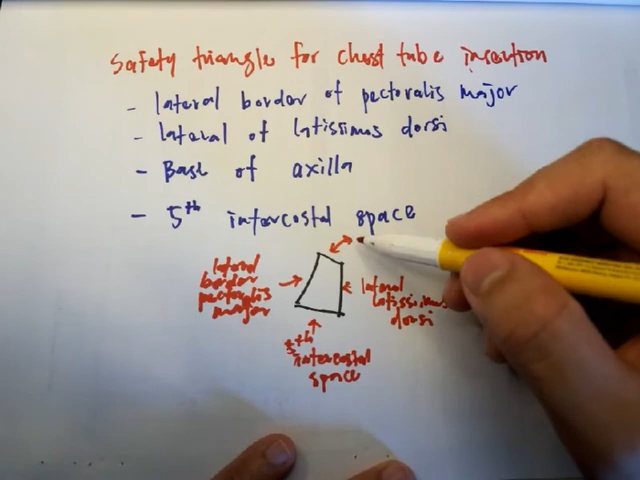 safety triangle for chest tube insertion
- lateral border of pectoralis major
- lateral of latissimus dorsi
- Base of axilla
- 5th intercostal space
lateral
border
pectoralis
major
lateral
latissimus
dorsi
5th
intercostal
space